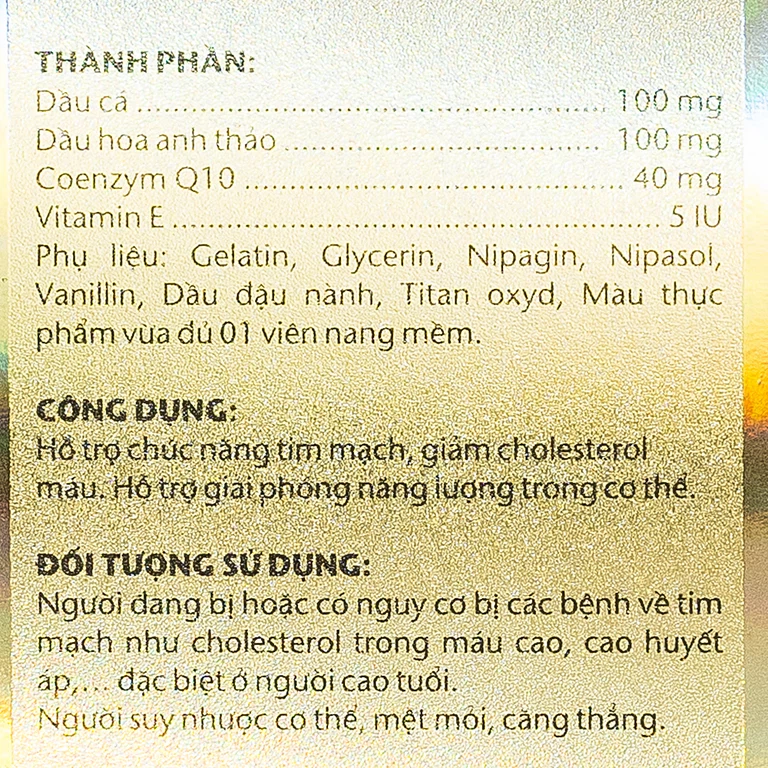 THÀNH PHẦN:
Dầu cá ........................................................ 100 mg
Dầu hoa anh thảo ..................................... 100 mg
Coenzym Q10 ............................................ 40 mg
Vitamin E ...................................................... 5 IU
Phụ liệu: Gelatin, Glycerin, Nipagin, Nipasol,
Vanillin, Dầu đậu nành, Titan oxyd, Màu thực
phẩm vừa đủ 01 viên nang mềm.
CÔNG DỤNG:
Hỗ trợ chức năng tim mạch, giảm cholesterol
máu. Hỗ trợ giải phóng năng lượng trong cơ thể.
ĐỐI TƯỢNG SỬ DỤNG:
Người đang bị hoặc có nguy cơ bị các bệnh về tim
mạch như cholesterol trong máu cao, cao huyết
áp,... đặc biệt ở người cao tuổi.
Người suy nhược cơ thể, mệt mỏi, căng thẳng.